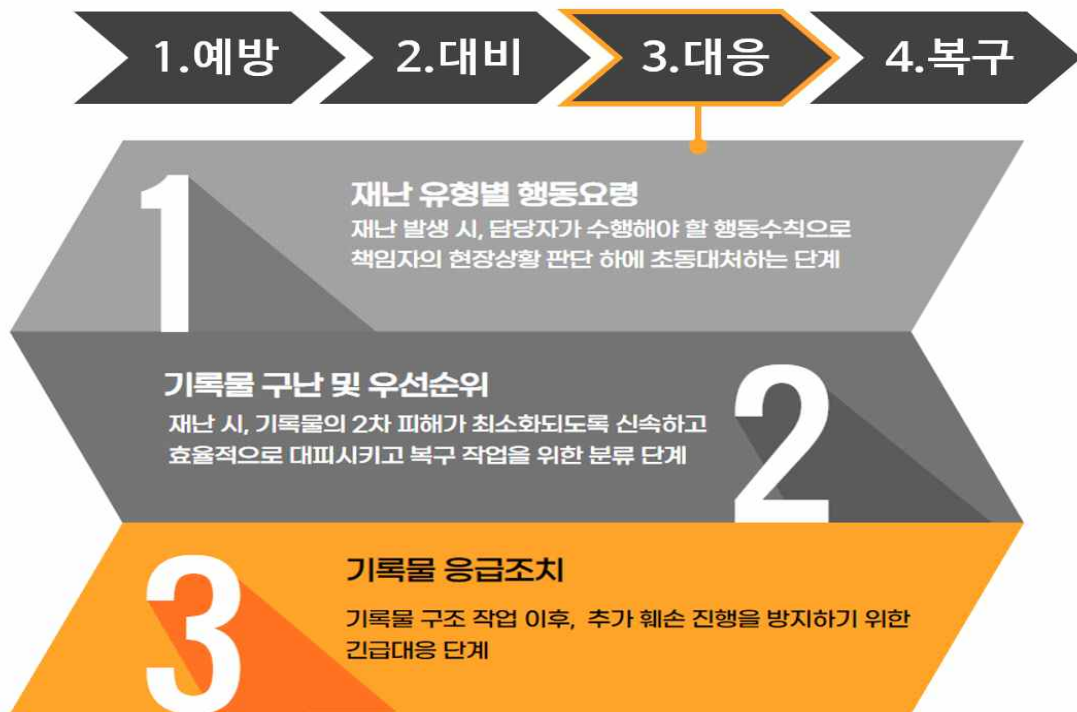 1.예방
2.대비
3.대응
4.복구
1
재난 유형별 행동요령
재난 발생 시, 담당자가 수행해야 할 행동수칙으로
책임자의 현장상황 판단 하에 초동대처하는 단계
기록물 구난 및 우선순위
재난 시, 기록물의 2차 피해가 최소화되도록 신속하고
효율적으로 대피시키고 복구 작업을 위한 분류 단계
2
3
기록물 응급조치
기록물 구조 작업 이후, 추가 훼손 진행을 방지하기 위한
긴급대응 단계